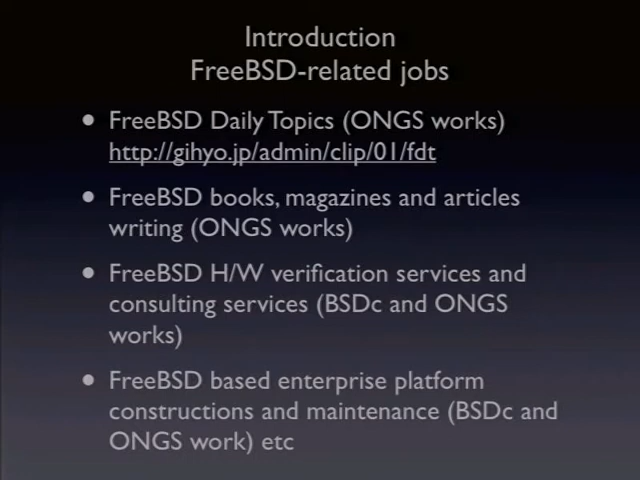 Introduction
FreeBSD-related jobs
• FreeBSD Daily Topics (ONGS works)
http://gihyo.jp/admin/clip/01/fdt
• FreeBSD books, magazines and articles
writing (ONGS works)
• FreeBSD H/W verification services and
consulting services (BSDc and ONGS
works)
• FreeBSD based enterprise platform
constructions and maintenance (BSDc and
ONGS work) etc